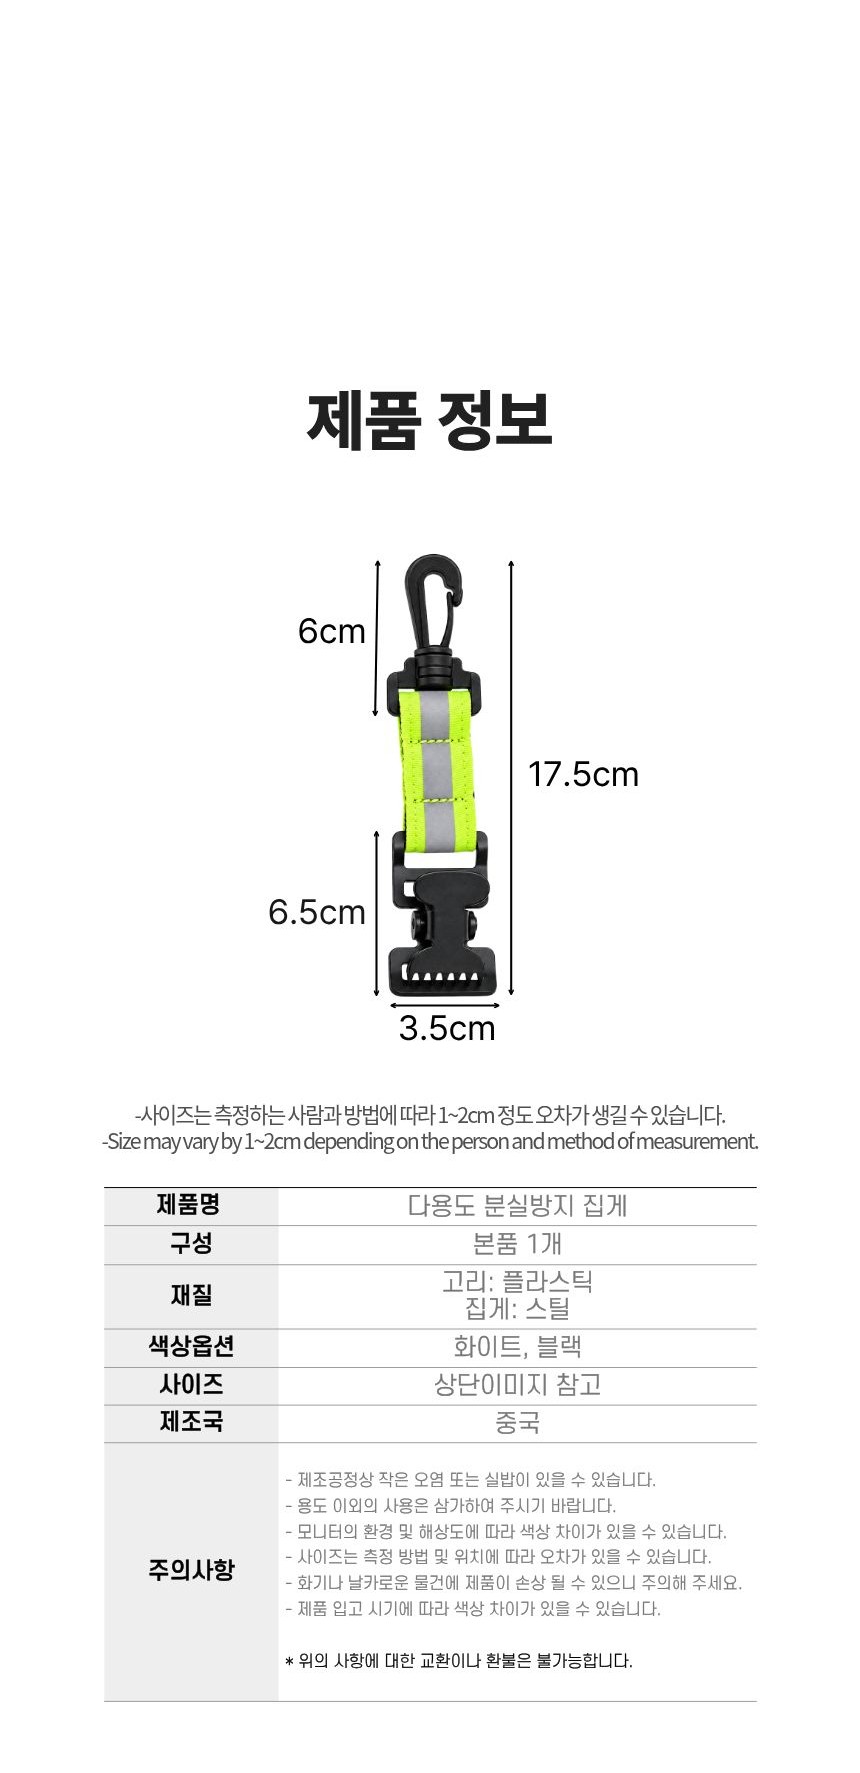 제품 정보
6cm
17.5cm
6.5cm
3.5cm
-사이즈는 측정하는 사람과 방법에 따라 1~2cm 정도 오차가 생길 수 있습니다.
-Size may vary by 1~2cm depending on the person and method of measurement.
제품명 다용도 분실방지 집게
구성 본품 1개
재질 고리: 플라스틱
집게: 스틸
색상옵션 화이트, 블랙
사이즈 상단이미지 참고
제조국 중국
주의사항
- 제조공정상 작은 오염 또는 실밥이 있을 수 있습니다.
- 용도 이외의 사용은 삼가하여 주시기 바랍니다.
- 모니터의 환경 및 해상도에 따라 색상 차이가 있을 수 있습니다.
- 사이즈는 측정 방법 및 위치에 따라 오차가 있을 수 있습니다.
- 화기나 날카로운 물건에 제품이 손상 될 수 있으니 주의해 주세요.
- 제품 입고 시기에 따라 색상 차이가 있을 수 있습니다.
* 위의 사항에 대한 교환이나 환불은 불가능합니다.